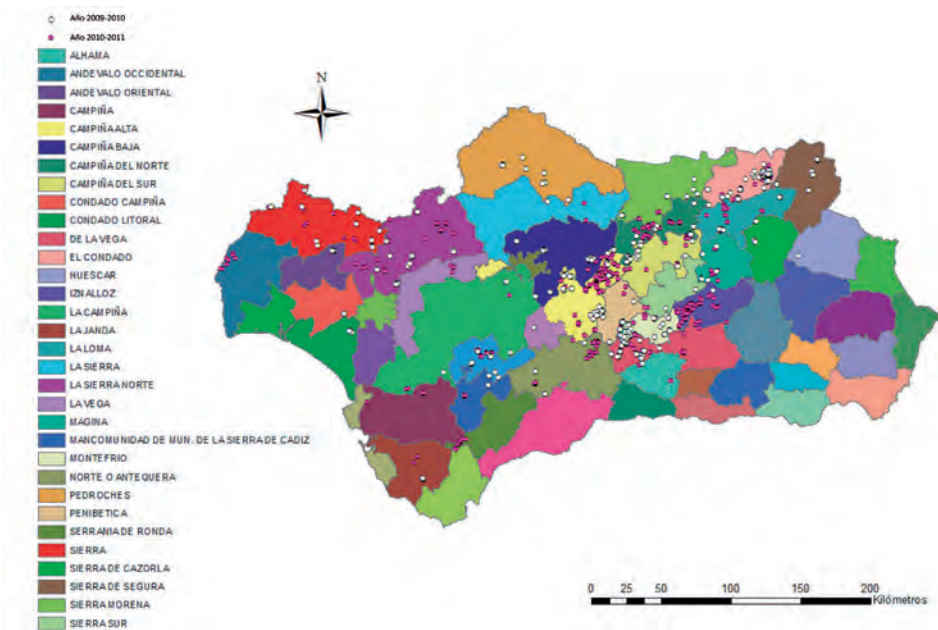 Año 2009-2010
Año 2010-2011
ALHAMA
ANDEVALO OCCIDENTAL
ANDEVALO ORIENTAL
CAMPIÑA
CAMPIÑA ALTA
CAMPIÑA BAJA
CAMPIÑA DEL NORTE
CAMPIÑA DEL SUR
CONDADO CAMPIÑA
CONDADO LITORAL
DE LA VEGA
EL CONDADO
HUESCAR
IZNALLOZ
LA CAMPIÑA
LA JANDA
LA LOMA
LA SIERRA
LA SIERRA NORTE
LA VEGA
MAGINA
MANCOMUNIDAD DE MUN. DE LA SIERRA DE CADIZ
MONTEFRIO
NORTE O ANTEQUERA
PEDROCHES
PENIBETICA
SERRANIA DE RONDA
SIERRA
SIERRA DE CAZORLA
SIERRA DE SEGURA
SIERRA MORENA
SIERRA SUR
N
0 25 50 100 150 200
Kilómetros